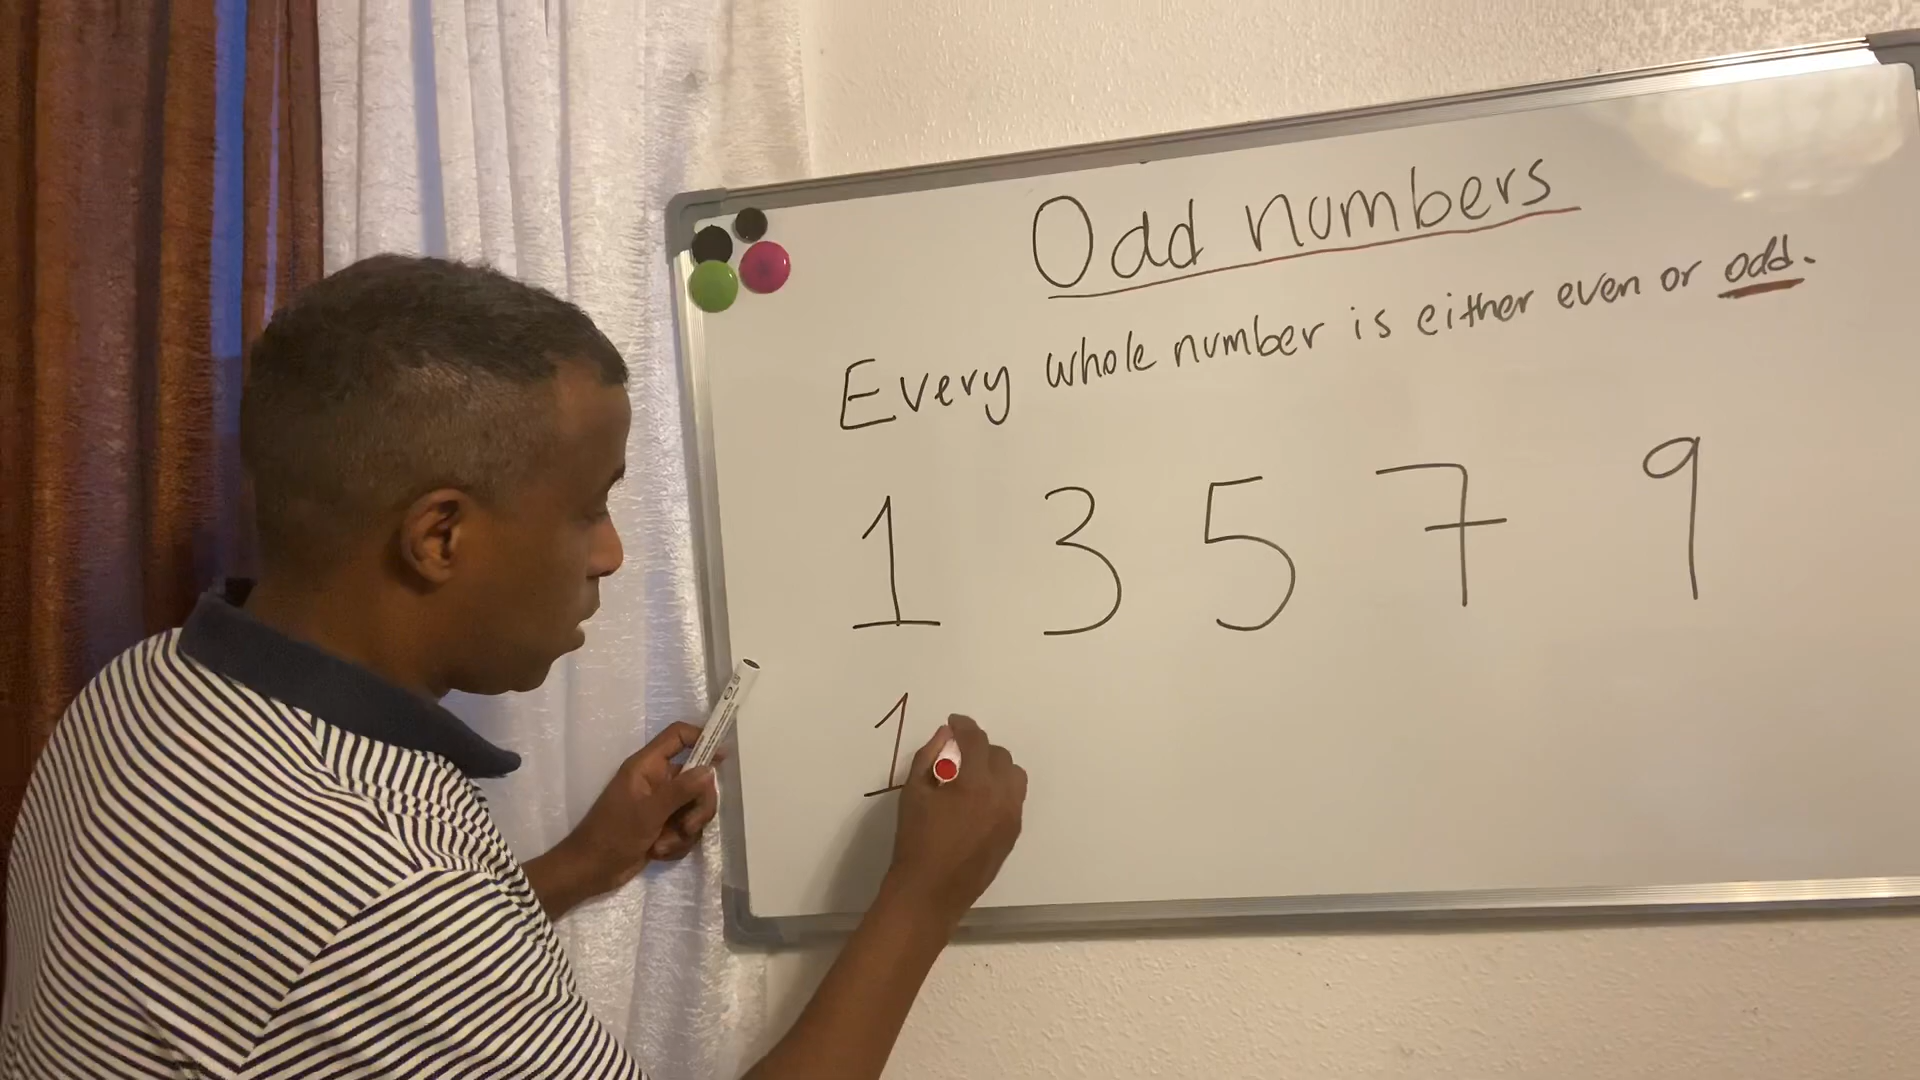 Odd numbers
Every whole number is either even or odd.
1 3 5 7 9
1